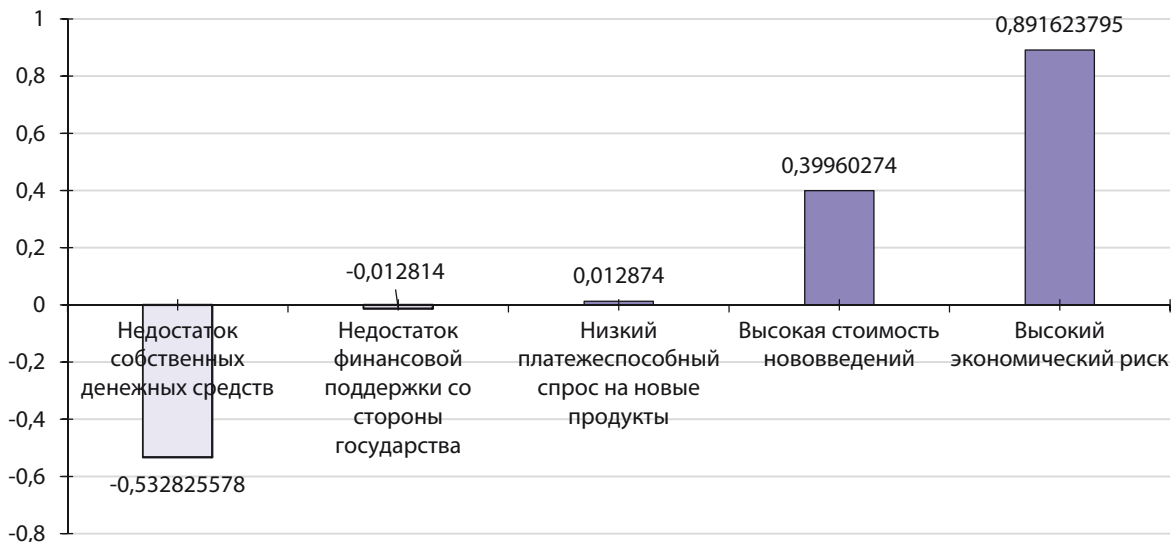 1
0,8
0,6
0,4
0,2
0
-0,2
-0,4
-0,6
-0,8
-0,532825578
-0,012814
0,012874
0,39960274
0,891623795
Недостаток
собственных
денежных средств
Недостаток
финансовой
поддержки со
стороны
государства
Низкий
платежеспособный
спрос на новые
продукты
Высокая стоимость
нововведений
Высокий
экономический риск